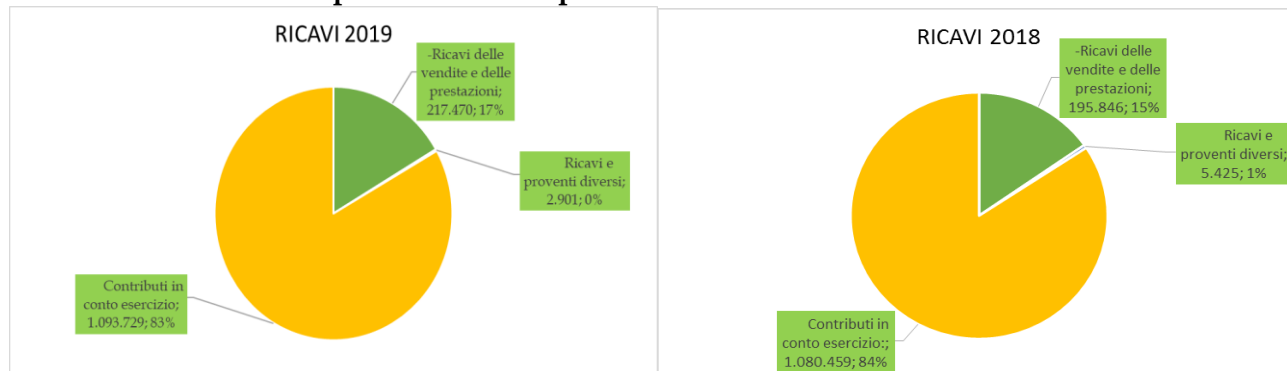 RICAVI 2019
-Ricavi delle
vendite e delle
prestazioni;
217.470; 17%
Ricavi e
proventi diversi;
2.901; 0%
Contributi in
conto esercizio;
1.093.729; 83%
RICAVI 2018
-Ricavi delle
vendite e delle
prestazioni;
195.846; 15%
Ricavi e
proventi diversi;
5.425; 1%
Contributi in
conto esercizio:;
1.080.459; 84%